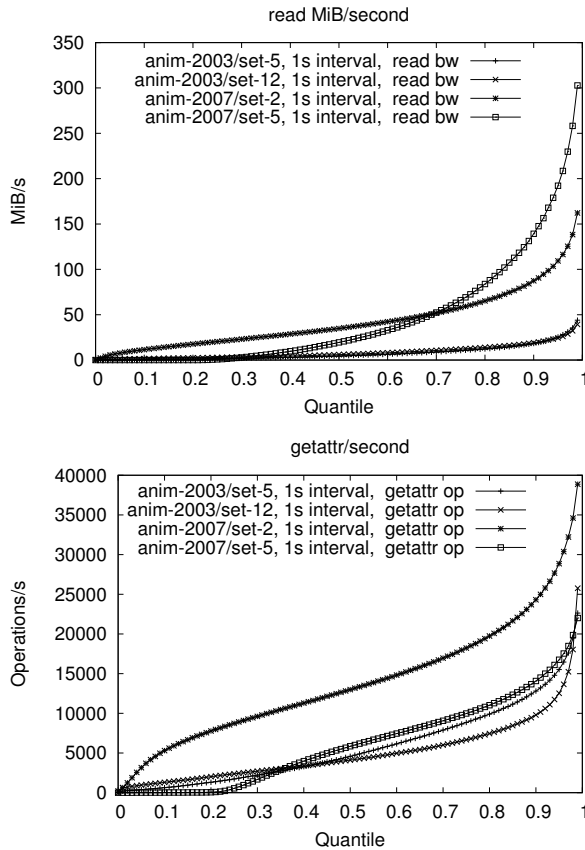 read MiB/second
350
300
250
200
150
100
50
0
MiB/s
anim-2003/set-5, 1s interval, read bw
anim-2003/set-12, 1s interval, read bw
anim-2007/set-2, 1s interval, read bw
anim-2007/set-5, 1s interval, read bw
0 0.1 0.2 0.3 0.4 0.5 0.6 0.7 0.8 0.9 1
Quantile
getattr/second
40000
35000
30000
25000
20000
15000
10000
5000
0
Operations/s
anim-2003/set-5, 1s interval, getattr op
anim-2003/set-12, 1s interval, getattr op
anim-2007/set-2, 1s interval, getattr op
anim-2007/set-5, 1s interval, getattr op
0 0.1 0.2 0.3 0.4 0.5 0.6 0.7 0.8 0.9 1
Quantile